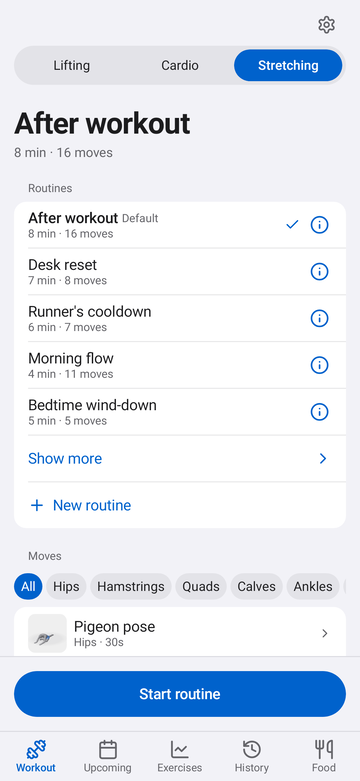 Lifting
Cardio
Stretching
After workout
8 min · 16 moves
Routines
After workout Default
8 min · 16 moves
Desk reset
7 min · 8 moves
Runner's cooldown
6 min · 7 moves
Morning flow
4 min · 11 moves
Bedtime wind-down
5 min · 5 moves
Show more
New routine
Moves
All
Hips
Hamstrings
Quads
Calves
Ankles
Pigeon pose
Hips · 30s
Start routine
Workout
Upcoming
Exercises
History
Food